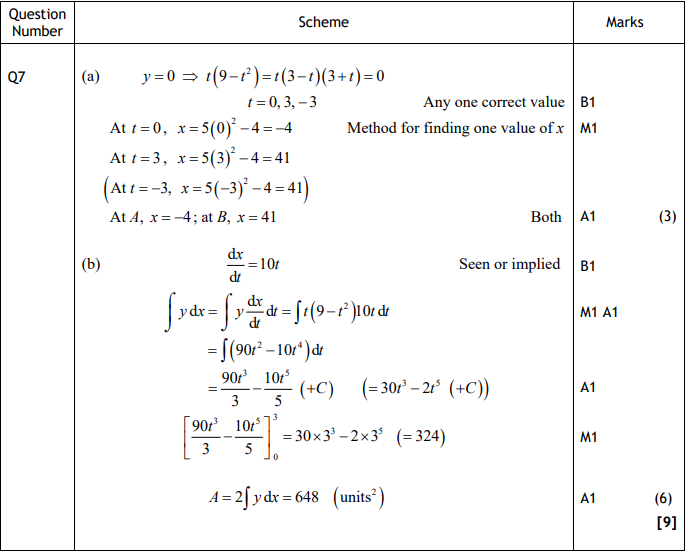 Question Number Scheme Marks
Q7 (a) y = 0 ⇒ t(9−t²) = t(3−t)(3+t) = 0
t = 0, 3, −3 Any one correct value B1
At t = 0, x = 5(0)² − 4 = −4 Method for finding one value of x M1
At t = 3, x = 5(3)² − 4 = 41
(At t = −3, x = 5(−3)² − 4 = 41)
At A, x = −4; at B, x = 41 Both A1 (3)
(b) dx/dt = 10t Seen or implied B1
∫ y dx = ∫ y dx/dt dt = ∫ t(9−t²)10t dt M1 A1
= ∫(90t² − 10t⁴) dt
= 90t³/3 − 10t⁵/5 (+C) (= 30t³ − 2t⁵ (+C)) A1
[90t³/3 − 10t⁵/5]₀³ = 30×3³ − 2×3⁵ (= 324) M1
A = 2∫ y dx = 648 (units²) A1 (6)
[9]